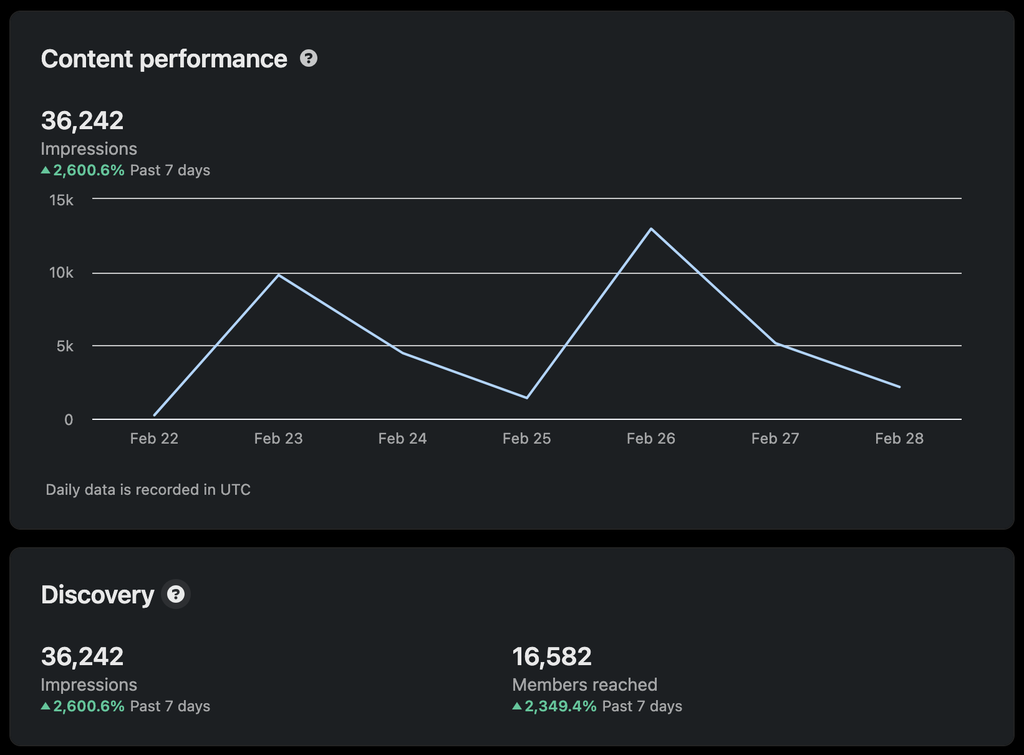 Content performance ?
36,242
Impressions
▲2,600.6% Past 7 days
15k
10k
5k
0
Feb 22 Feb 23 Feb 24 Feb 25 Feb 26 Feb 27 Feb 28
Daily data is recorded in UTC
Discovery ?
36,242 16,582
Impressions Members reached
▲2,600.6% Past 7 days ▲2,349.4% Past 7 days